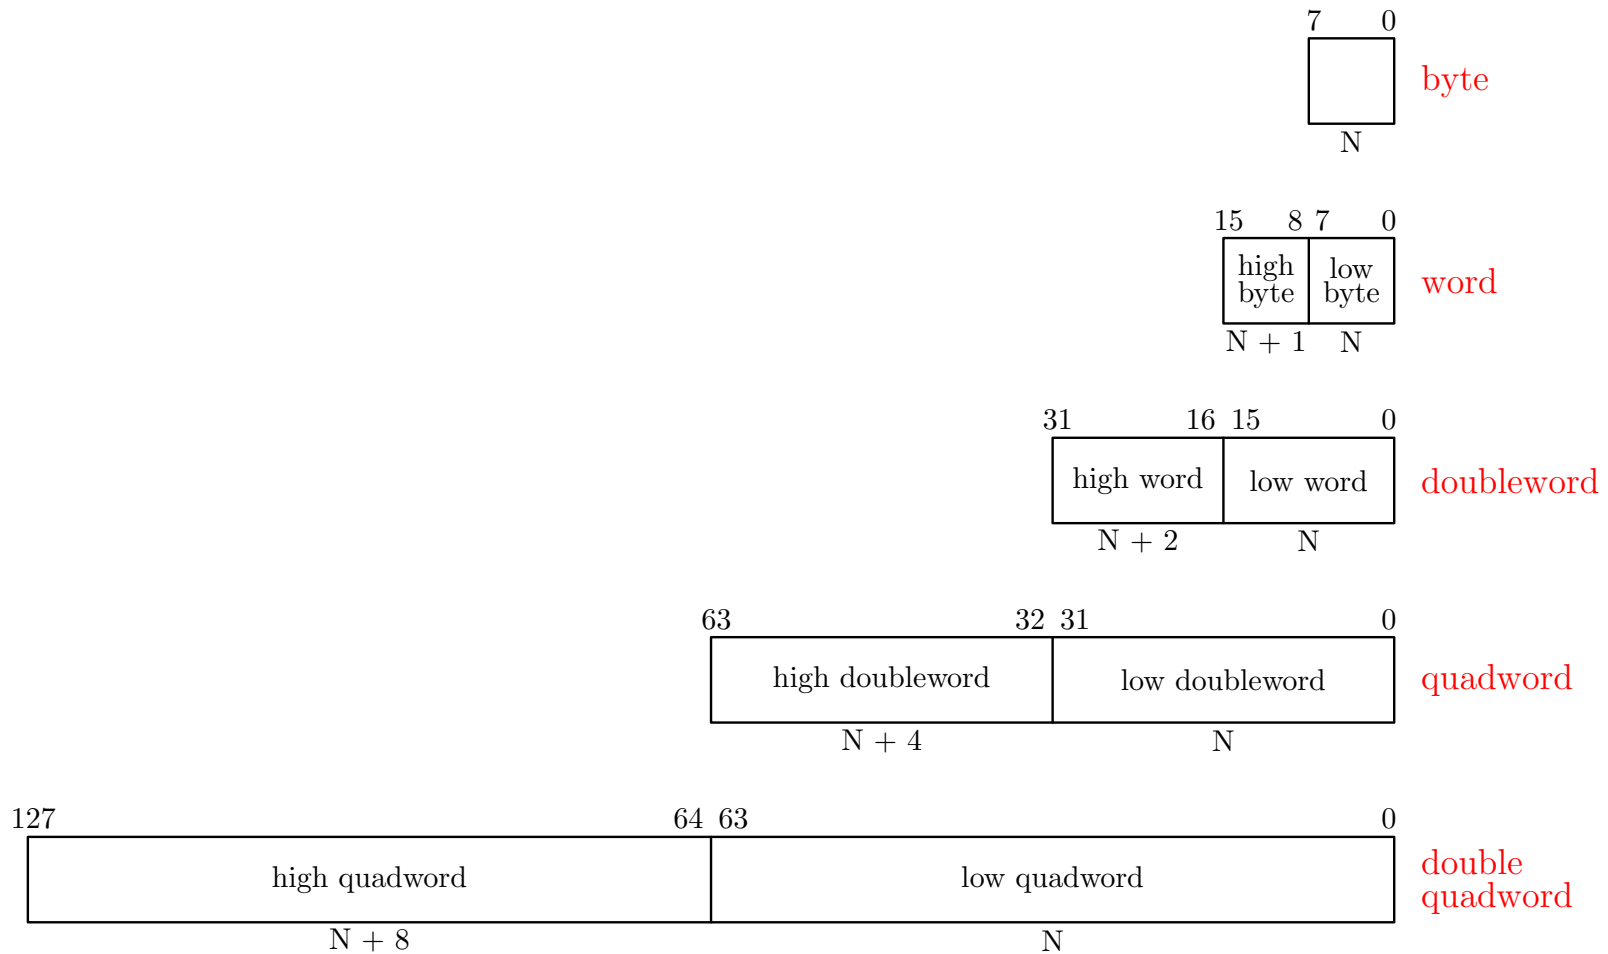 7 0
byte
N
15 8 7 0
high byte low byte
word
N + 1 N
31 16 15 0
high word low word doubleword
N + 2 N
63 32 31 0
high doubleword low doubleword quadword
N + 4 N
127 64 63 0
high quadword low quadword
double
quadword
N + 8 N